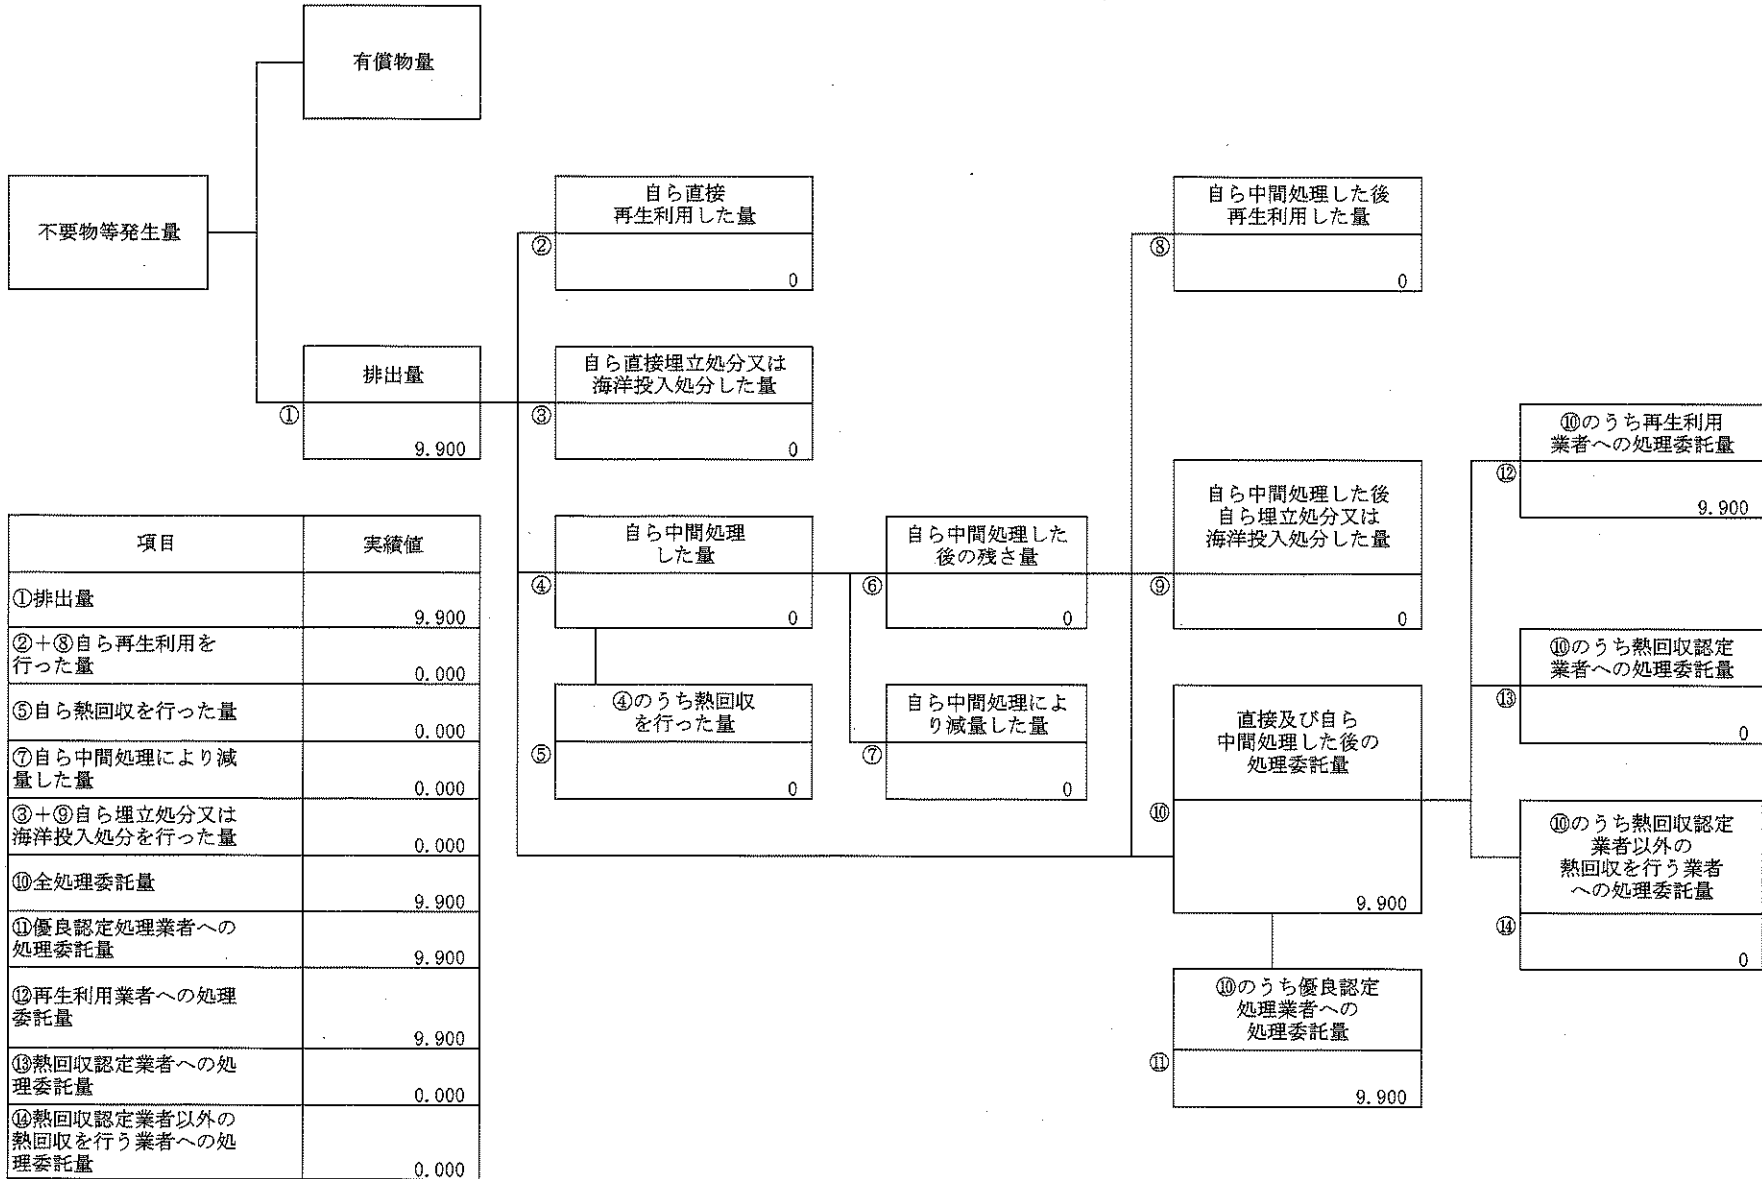 有償物量
不要物等発生量
自ら直接
再生利用した量
②
0
自ら中間処理した後
再生利用した量
⑧
0
排出量
①
9.900
自ら直接埋立処分又は
海洋投入処分した量
③
0
⑩のうち再生利用
業者への処理委託量
⑫
9.900
自ら中間処理
した量
④
0
自ら中間処理した
後の残さ量
⑥
0
自ら中間処理した後
自ら埋立処分又は
海洋投入処分した量
⑨
0
⑩のうち熱回収認定
業者への処理委託量
⑬
0
④のうち熱回収
を行った量
⑤
0
自ら中間処理によ
り減量した量
⑦
0
直接及び自ら
中間処理した後の
処理委託量
⑩
9.900
⑩のうち熱回収認定
業者以外の
熱回収を行う業者
への処理委託量
⑭
0
⑩のうち優良認定
処理業者への
処理委託量
⑪
9.900
項目 実績値
①排出量
9.900
②+⑧自ら再生利用を
行った量
0.000
⑤自ら熱回収を行った量
0.000
⑦自ら中間処理により減
量した量
0.000
③+⑨自ら埋立処分又は
海洋投入処分を行った量
0.000
⑩全処理委託量
9.900
⑪優良認定処理業者への
処理委託量
9.900
⑫再生利用業者への処理
委託量
9.900
⑬熱回収認定業者への処
理委託量
0.000
⑭熱回収認定業者以外の
熱回収を行う業者への処
理委託量
0.000